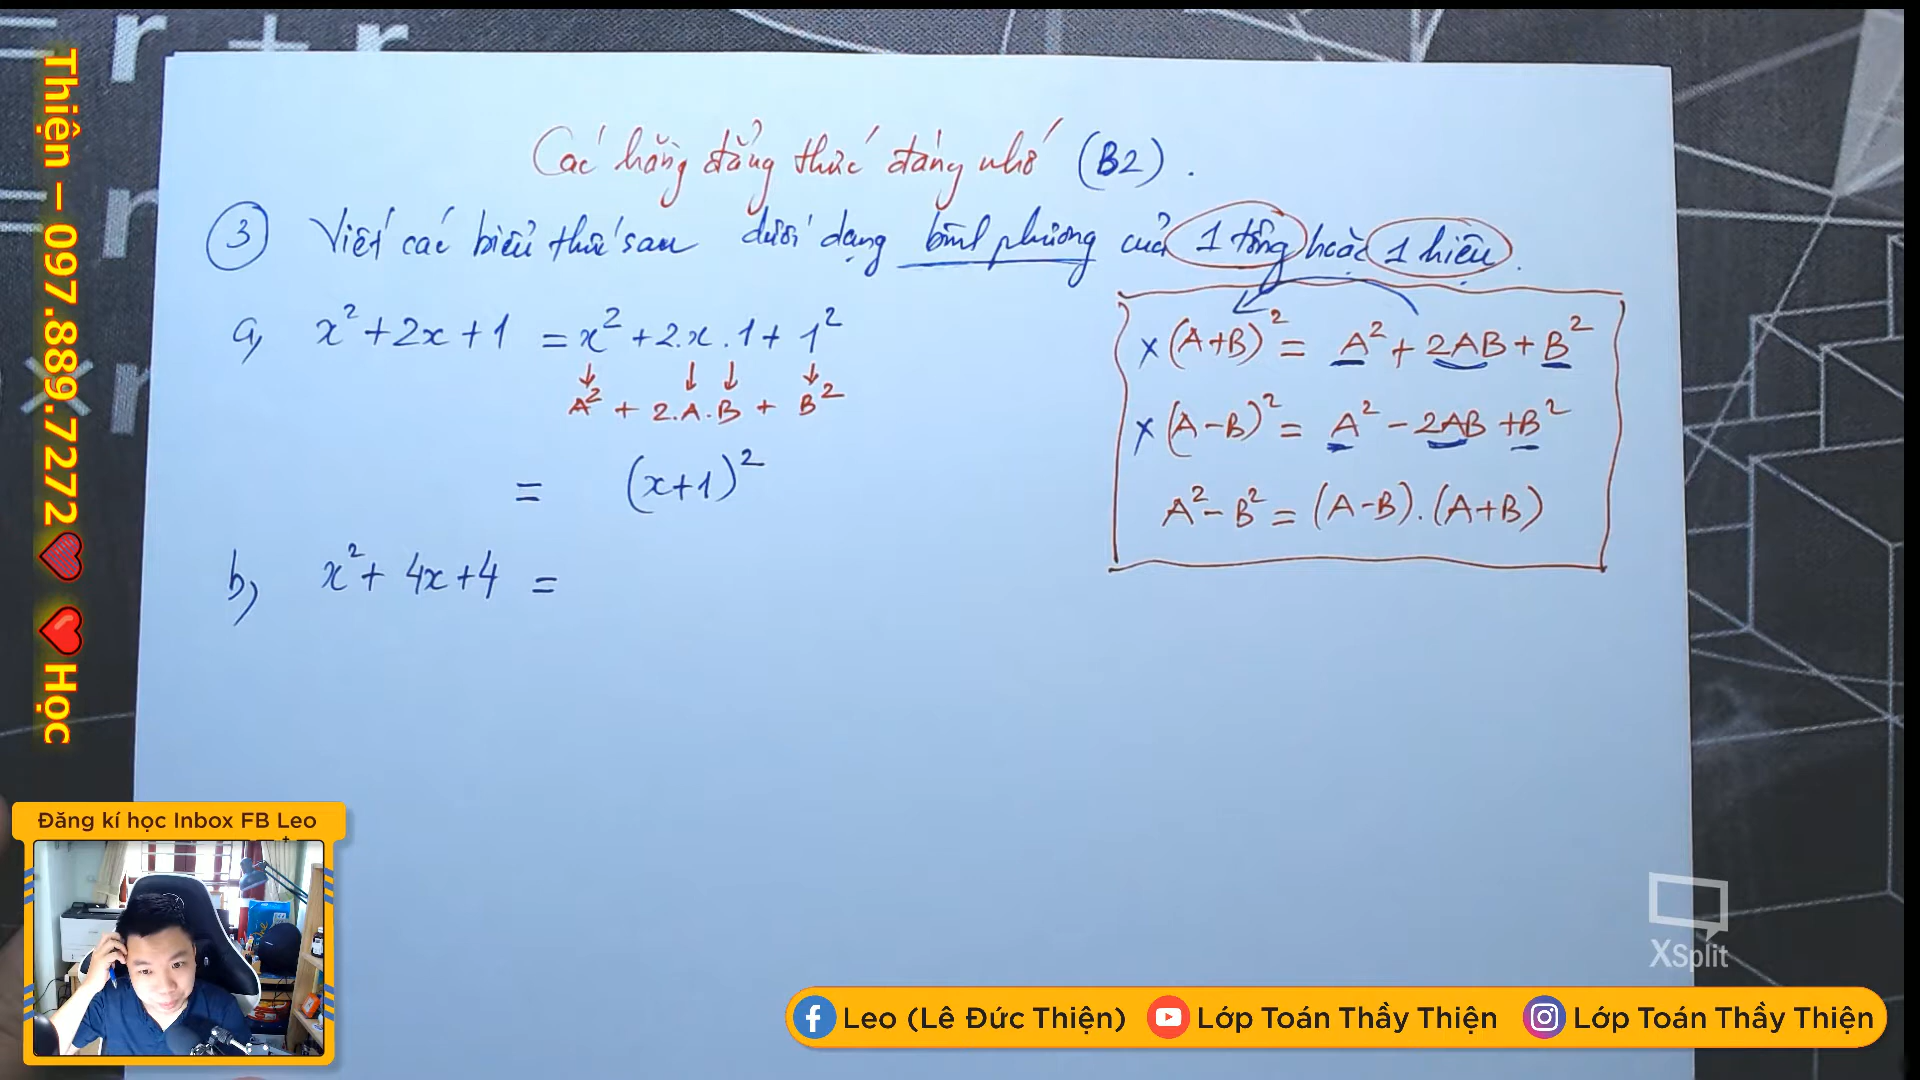 Các hằng đẳng thức đáng nhớ (B2).
③ Viết các biểu thức sau dưới dạng bình phương của 1 tổng hoặc 1 hiệu.
a, x² + 2x + 1 = x² + 2.x.1 + 1²
A² + 2.A.B + B²
= (x+1)²
b, x² + 4x + 4 =
× (A+B)² = A² + 2AB + B²
× (A-B)² = A² - 2AB + B²
A² - B² = (A-B).(A+B)
Thiện – 097.889.7272 ❤ ❤ Học
Đăng kí học Inbox FB Leo
XSplit
Leo (Lê Đức Thiện) Lớp Toán Thầy Thiện Lớp Toán Thầy Thiện